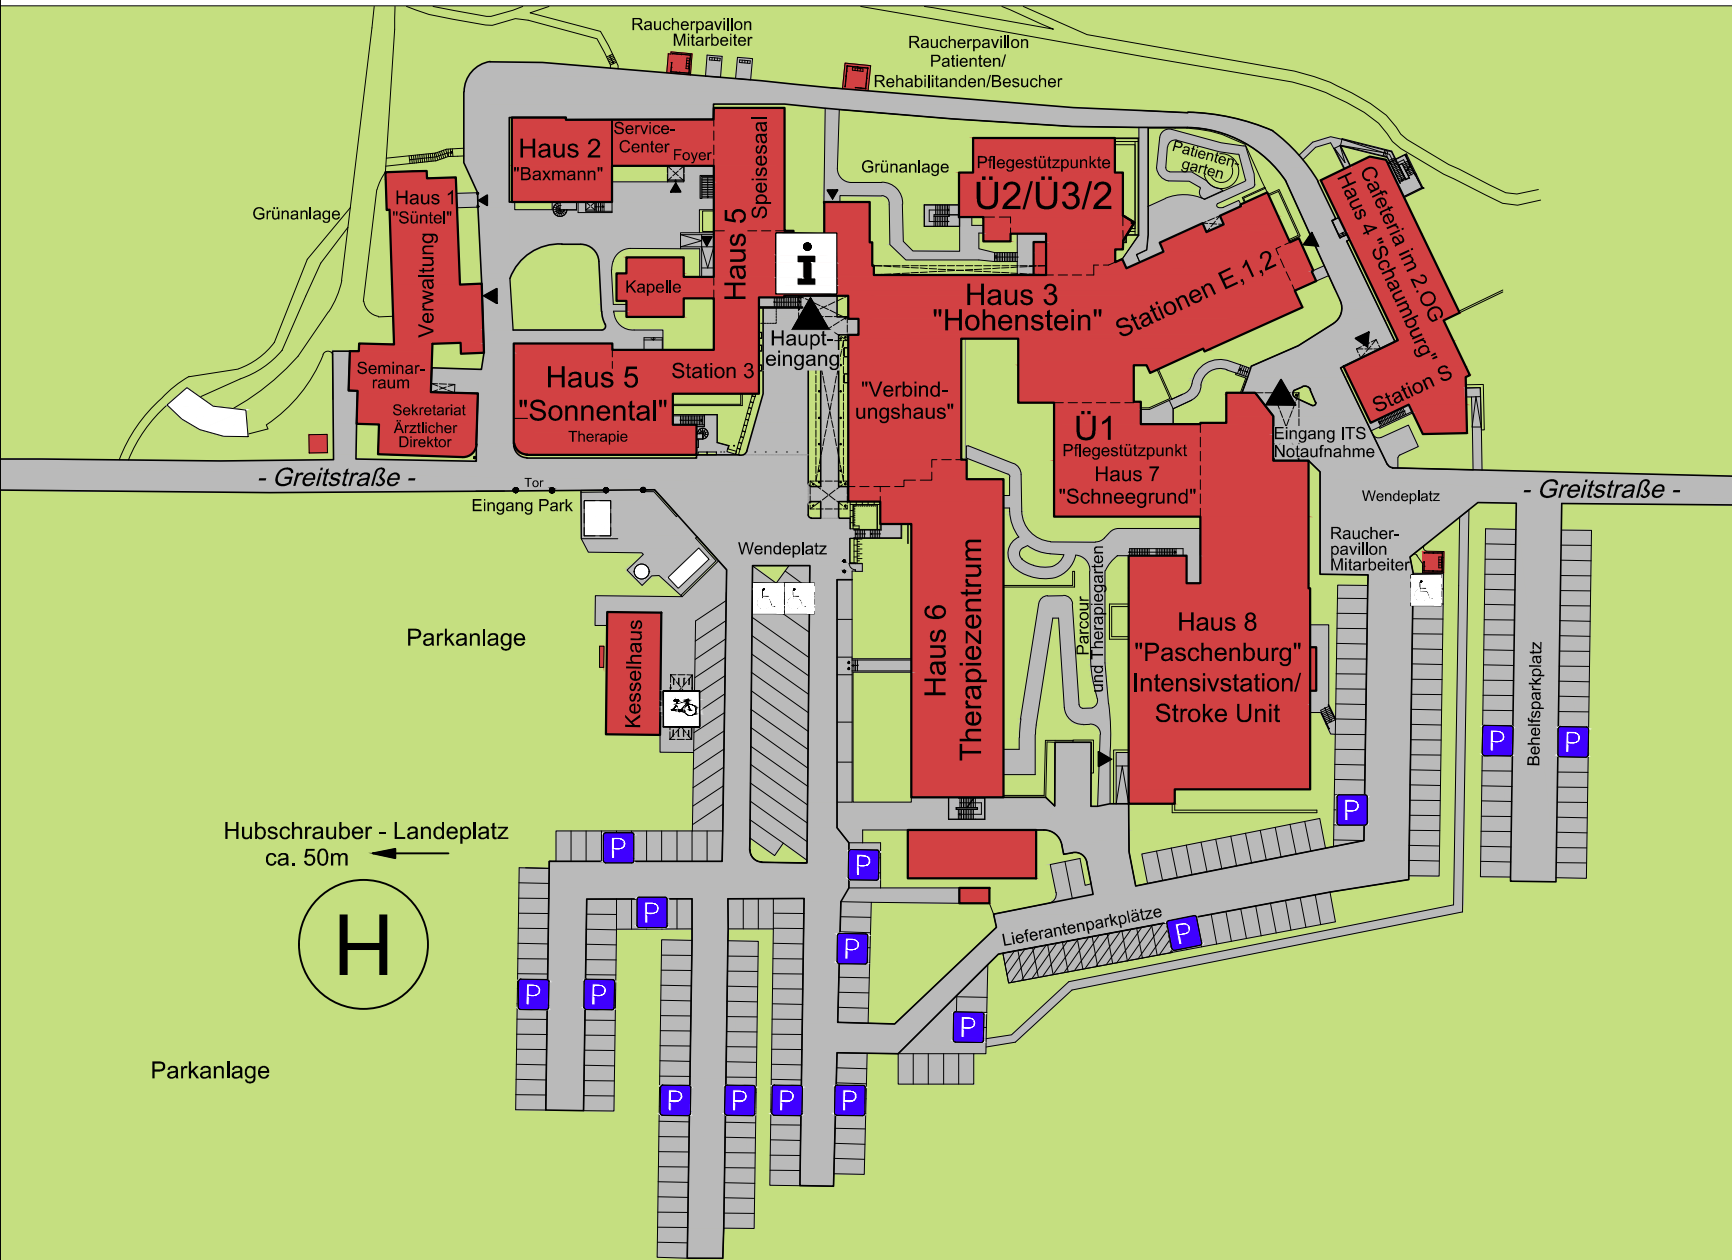 Raucherpavillon
Mitarbeiter
Raucherpavillon
Patienten/
Rehabilitanden/Besucher
Haus 2
"Baxmann"
Service-
Center
Foyer
Speisesaal
Haus 5
Grünanlage
Pflegestützpunkte
Ü2/Ü3/2
Patienten-
garten
Cafeteria im 2.OG
Haus 4 "Schaumburg"
Station S
Grünanlage
Haus 1
"Süntel"
Verwaltung
Kapelle
i
Haupt-
eingang
Haus 3
"Hohenstein"
Stationen E,1,2
Seminar-
raum
Sekretariat
Ärztlicher
Direktor
Haus 5
"Sonnental"
Therapie
Station 3
"Verbind-
ungshaus"
Ü1
Pflegestützpunkt
Haus 7
"Schneegrund"
Eingang ITS
Notaufnahme
- Greitstraße -
Tor
Eingang Park
Wendeplatz
- Greitstraße -
Wendeplatz
Raucher-
pavillon
Mitarbeiter
Parkanlage
Kesselhaus
Haus 6
Therapiezentrum
Parcour
und Therapiegarten
Haus 8
"Paschenburg"
Intensivstation/
Stroke Unit
Behelfsparkplatz
P
P
P
Hubschrauber - Landeplatz
ca. 50m
H
P
P
P
P
Lieferantenparkplätze
P
P
P
P
P
Parkanlage
P
P
P
P